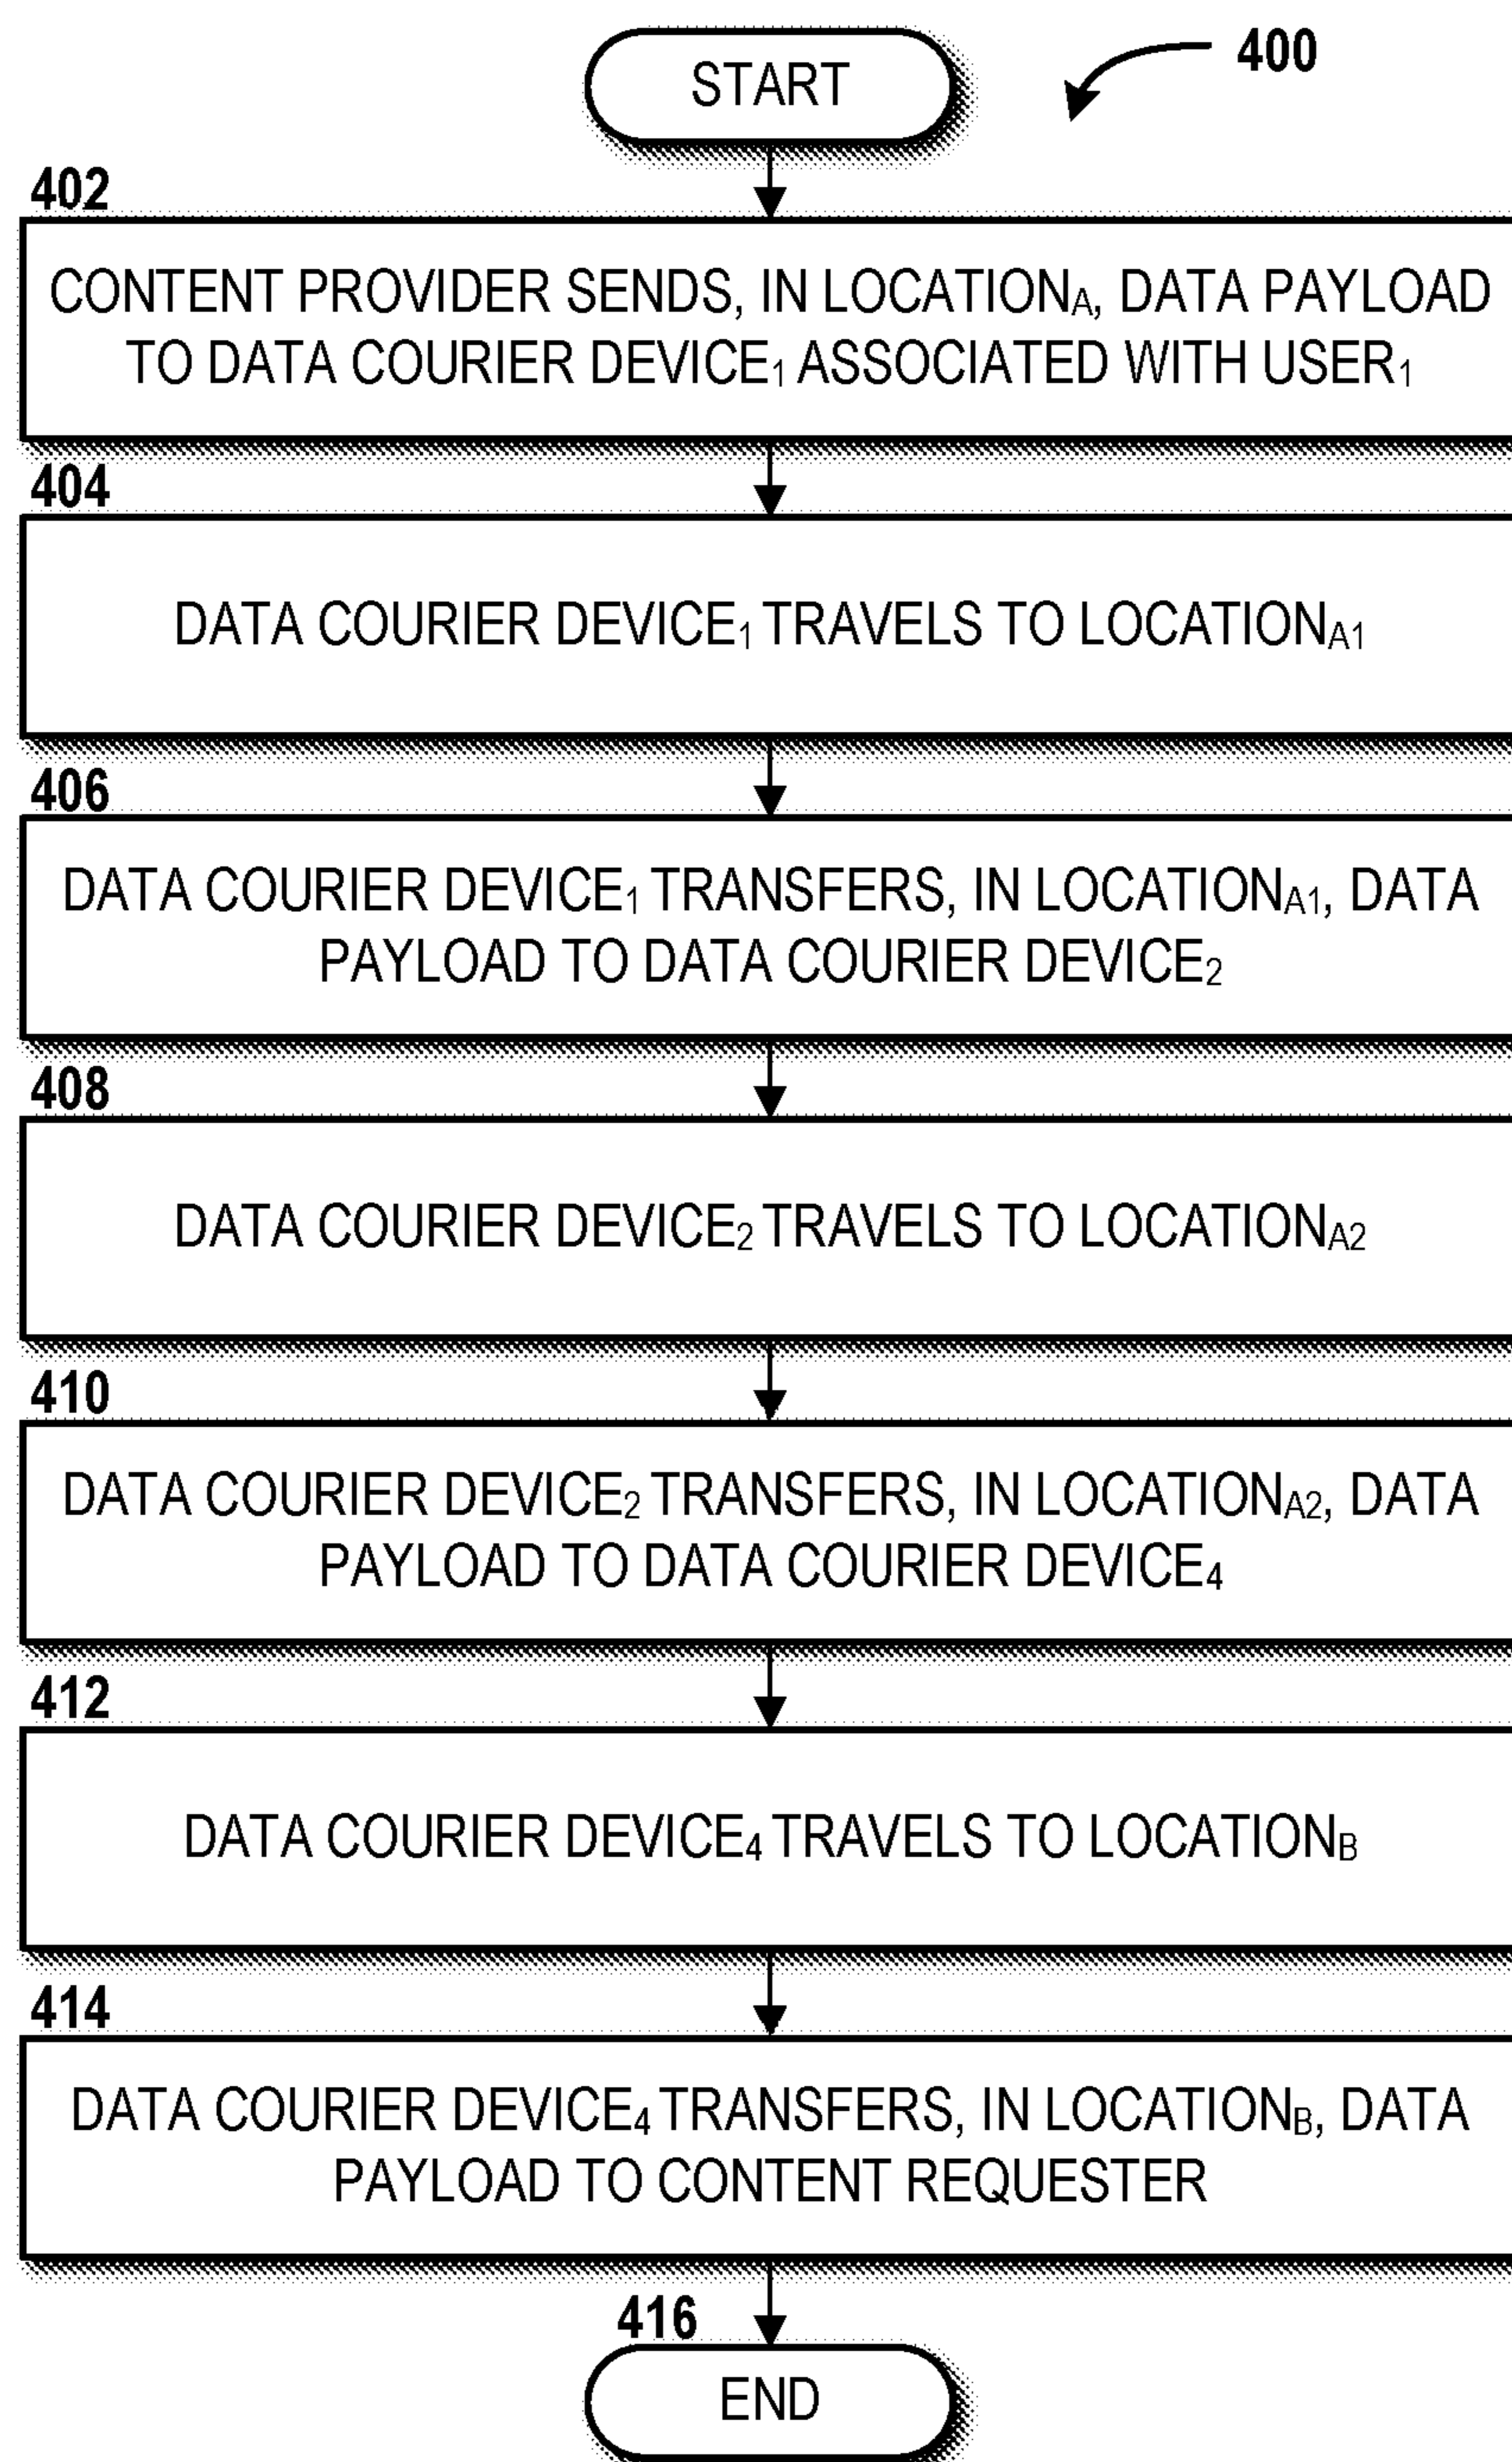 START
400
402
CONTENT PROVIDER SENDS, IN LOCATIONA, DATA PAYLOAD
TO DATA COURIER DEVICE1 ASSOCIATED WITH USER1
404
DATA COURIER DEVICE1 TRAVELS TO LOCATIONA1
406
DATA COURIER DEVICE1 TRANSFERS, IN LOCATIONA1, DATA
PAYLOAD TO DATA COURIER DEVICE2
408
DATA COURIER DEVICE2 TRAVELS TO LOCATIONA2
410
DATA COURIER DEVICE2 TRANSFERS, IN LOCATIONA2, DATA
PAYLOAD TO DATA COURIER DEVICE4
412
DATA COURIER DEVICE4 TRAVELS TO LOCATIONB
414
DATA COURIER DEVICE4 TRANSFERS, IN LOCATIONB, DATA
PAYLOAD TO CONTENT REQUESTER
416
END